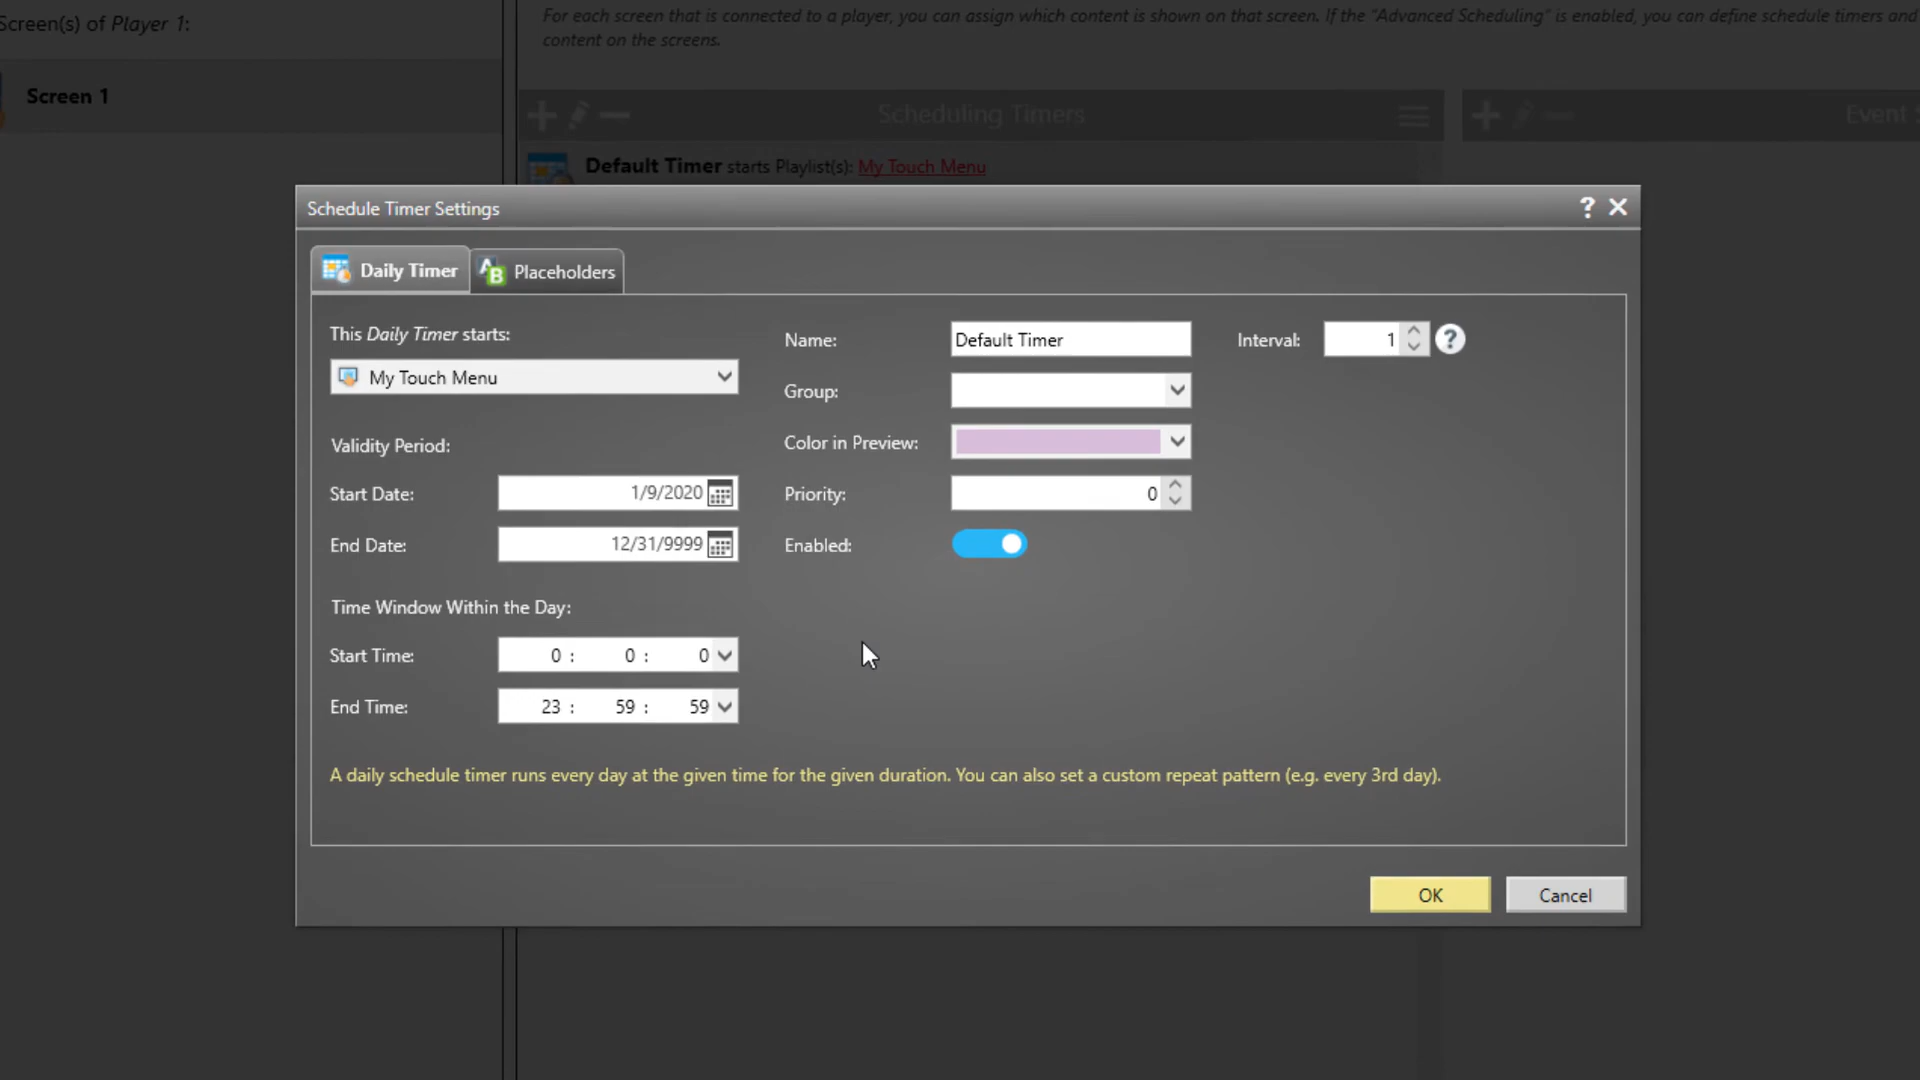 Screen(s) of Player 1:
For each screen that is connected to a player, you can assign which content is shown on that screen. If the "Advanced Scheduling" is enabled, you can define schedule timers and
content on the screens.
Screen 1
Scheduling Timers
Event
Default Timer starts Playlist(s): My Touch Menu
Schedule Timer Settings
?
Daily Timer
Placeholders
This Daily Timer starts:
My Touch Menu
Validity Period:
Start Date: 1/9/2020
End Date: 12/31/9999
Time Window Within the Day:
Start Time: 0 : 0 : 0
End Time: 23 : 59 : 59
Name: Default Timer
Group:
Color in Preview:
Priority: 0
Enabled:
Interval: 1 ?
A daily schedule timer runs every day at the given time for the given duration. You can also set a custom repeat pattern (e.g. every 3rd day).
OK
Cancel